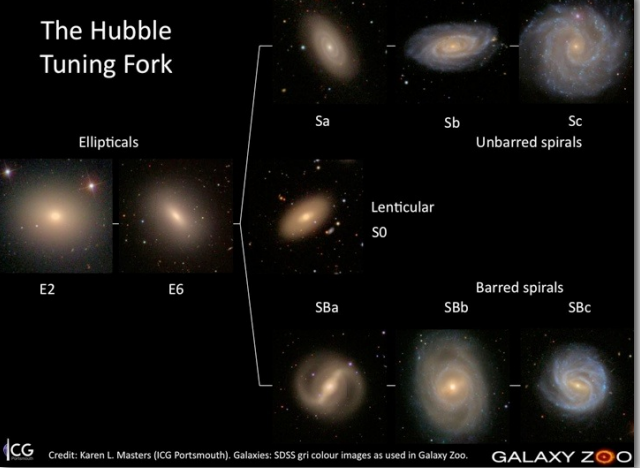 The Hubble
Tuning Fork
Sa
Sb
Sc
Unbarred spirals
Ellipticals
Lenticular
S0
E2
E6
Barred spirals
SBa
SBb
SBc
ICG
Portsmouth
Credit: Karen L. Masters (ICG Portsmouth). Galaxies: SDSS gri colour images as used in Galaxy Zoo.
GALAXY ZOO